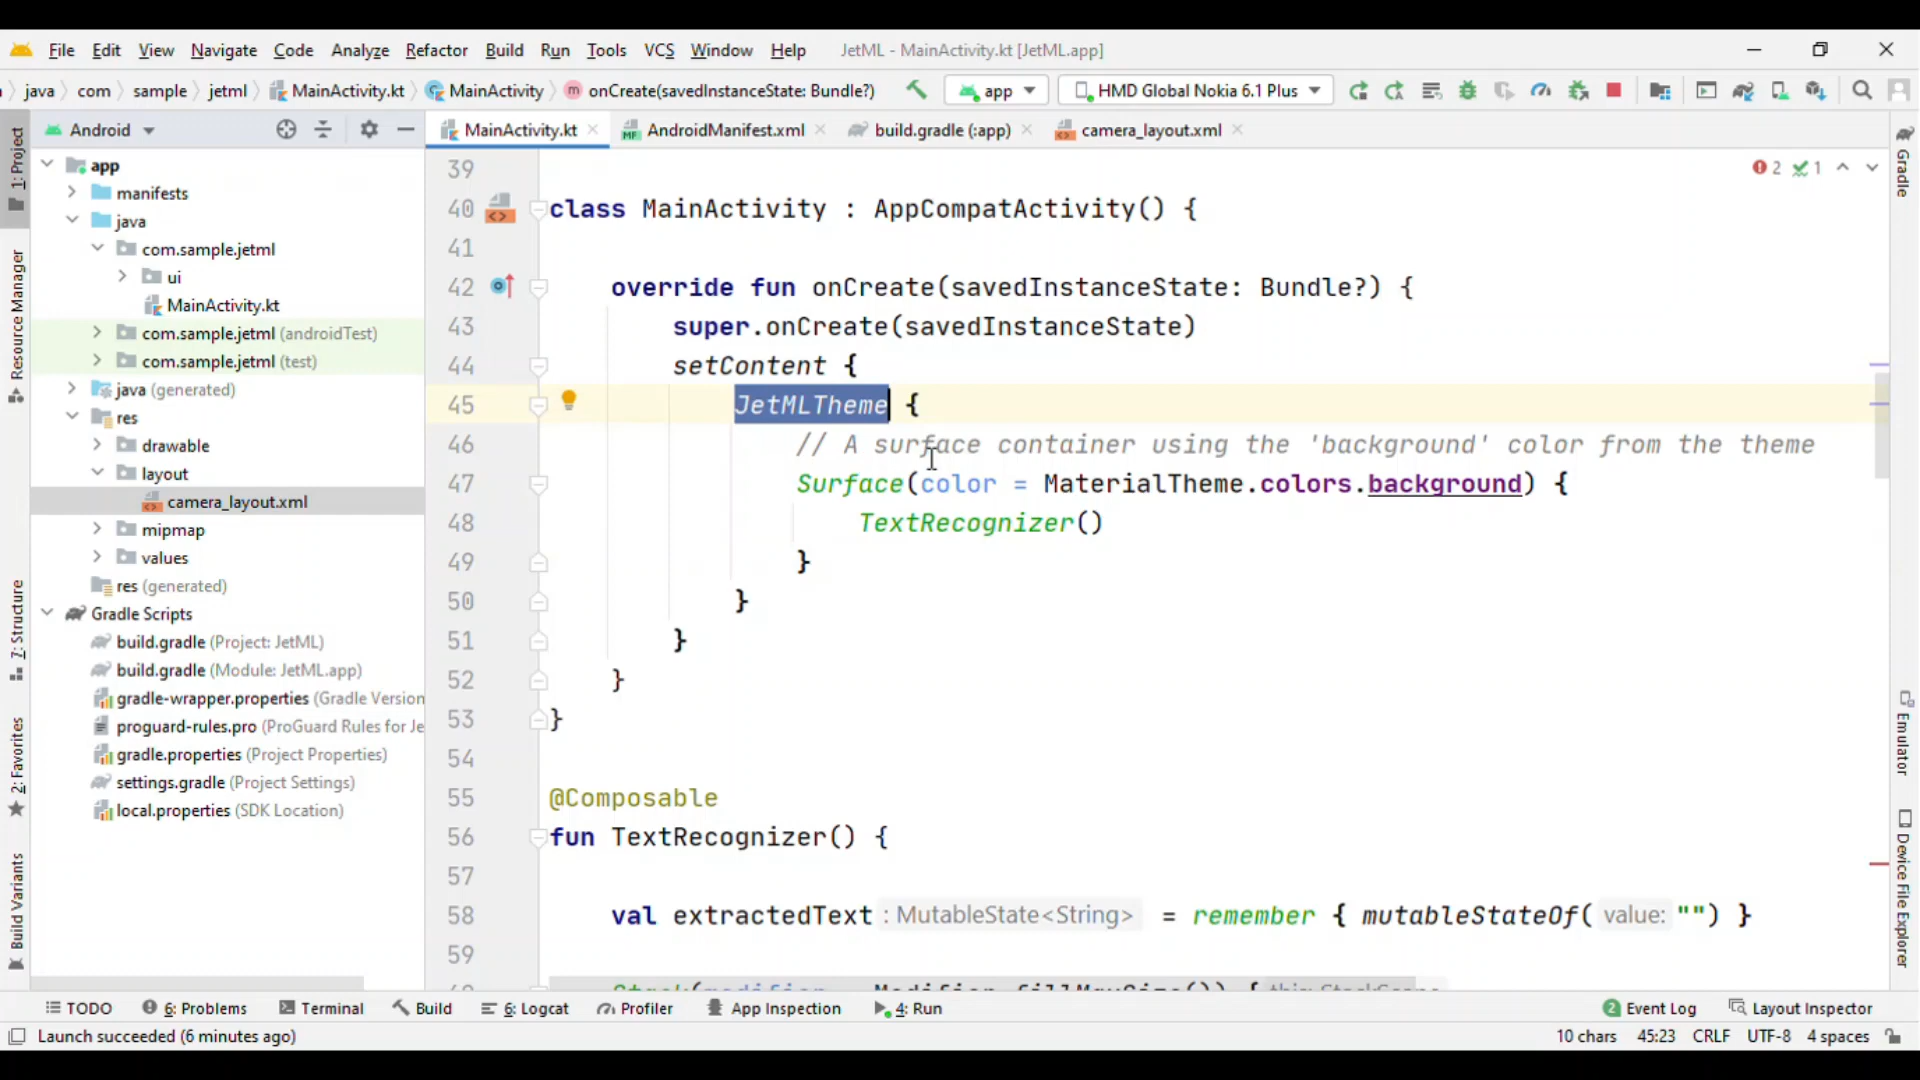 File Edit View Navigate Code Analyze Refactor Build Run Tools VCS Window Help JetML - MainActivity.kt [JetML.app]
java com sample jetml MainActivity.kt MainActivity onCreate(savedInstanceState: Bundle?) app HMD Global Nokia 6.1 Plus
Android MainActivity.kt AndroidManifest.xml build.gradle (:app) camera_layout.xml
1: Project
Resource Manager
7: Structure
2: Favorites
Build Variants
app
manifests
java
com.sample.jetml
ui
MainActivity.kt
com.sample.jetml (androidTest)
com.sample.jetml (test)
java (generated)
res
drawable
layout
camera_layout.xml
mipmap
values
res (generated)
Gradle Scripts
build.gradle (Project: JetML)
build.gradle (Module: JetML.app)
gradle-wrapper.properties (Gradle Version
proguard-rules.pro (ProGuard Rules for Je
gradle.properties (Project Properties)
settings.gradle (Project Settings)
local.properties (SDK Location)
2 1
39
40 class MainActivity : AppCompatActivity() {
41
42 override fun onCreate(savedInstanceState: Bundle?) {
43 super.onCreate(savedInstanceState)
44 setContent {
45 JetMLTheme {
46 // A surface container using the 'background' color from the theme
47 Surface(color = MaterialTheme.colors.background) {
48 TextRecognizer()
49 }
50 }
51 }
52 }
53 }
54
55 @Composable
56 fun TextRecognizer() {
57
58 val extractedText : MutableState<String> = remember { mutableStateOf( value: "") }
59
Gradle
Emulator
Device File Explorer
TODO 6: Problems Terminal Build 6: Logcat Profiler App Inspection 4: Run 2 Event Log Layout Inspector
Launch succeeded (6 minutes ago) 10 chars 45:23 CRLF UTF-8 4 spaces